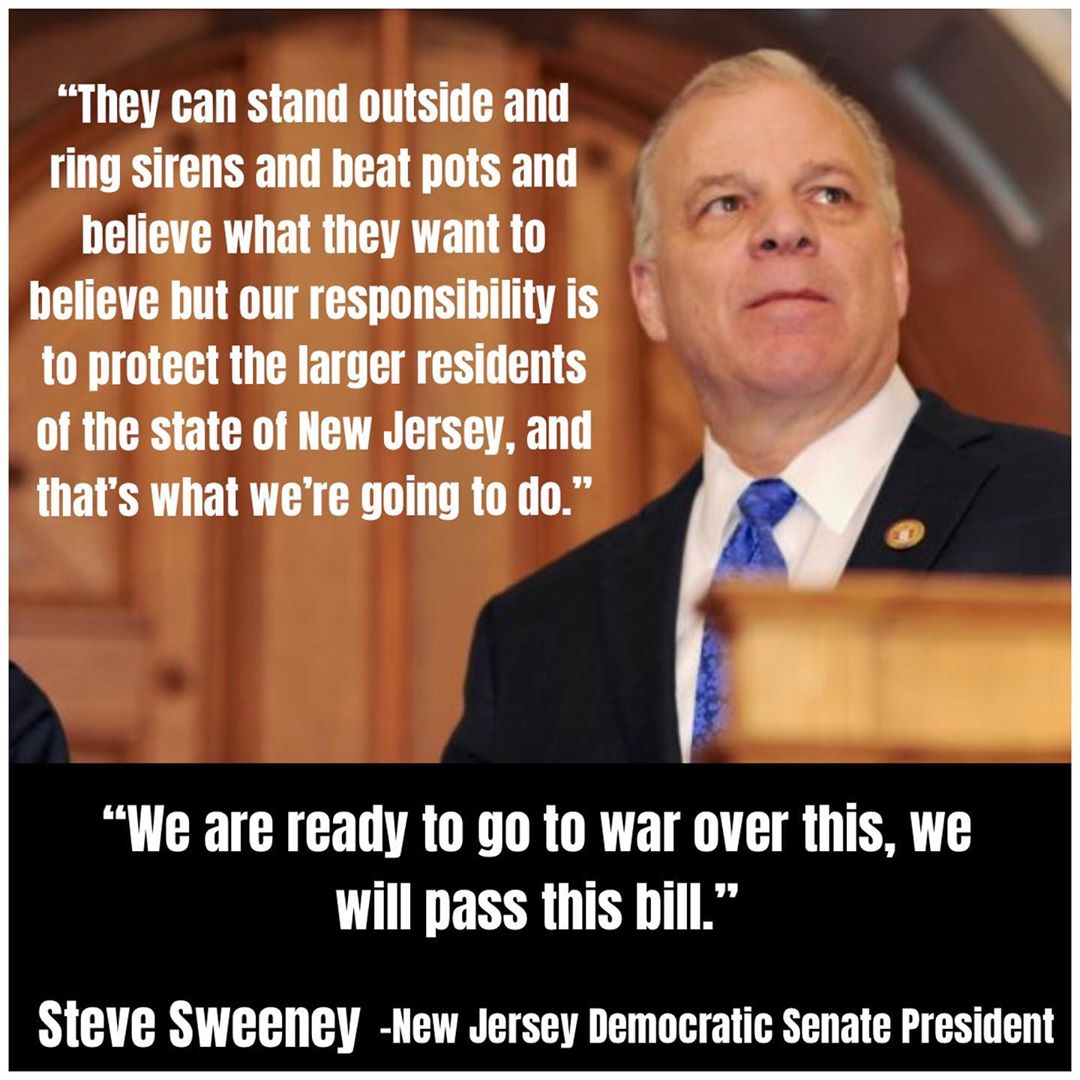 “They can stand outside and
ring sirens and beat pots and
believe what they want to
believe but our responsibility is
to protect the larger residents
of the state of New Jersey, and
that’s what we’re going to do.”
“We are ready to go to war over this, we
will pass this bill.”
Steve Sweeney -New Jersey Democratic Senate President